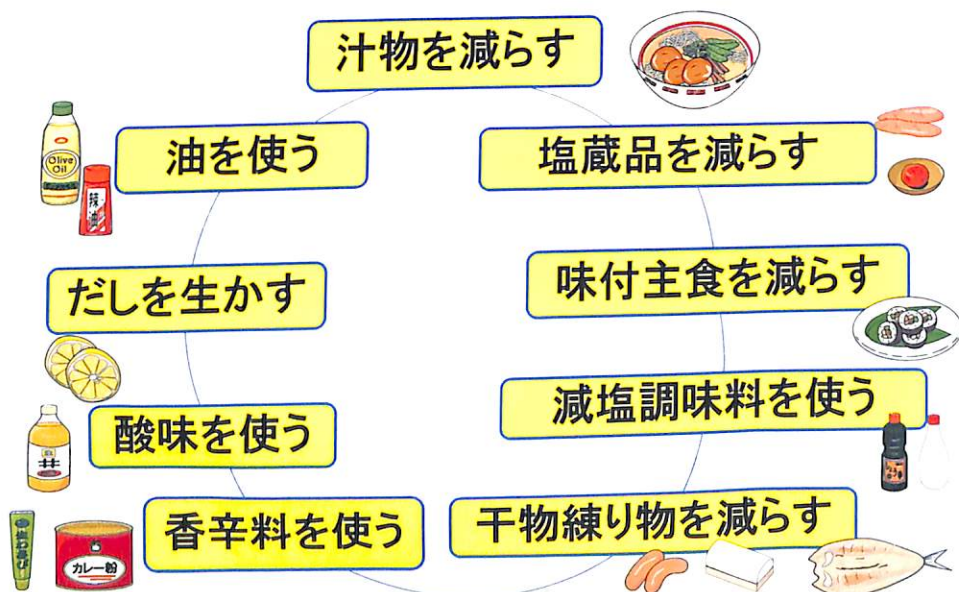 汁物を減らす
油を使う
塩蔵品を減らす
Olive
Oil
辣油
だしを生かす
味付主食を減らす
減塩調味料を使う
酸味を使う
香辛料を使う
干物練り物を減らす
カレー粉